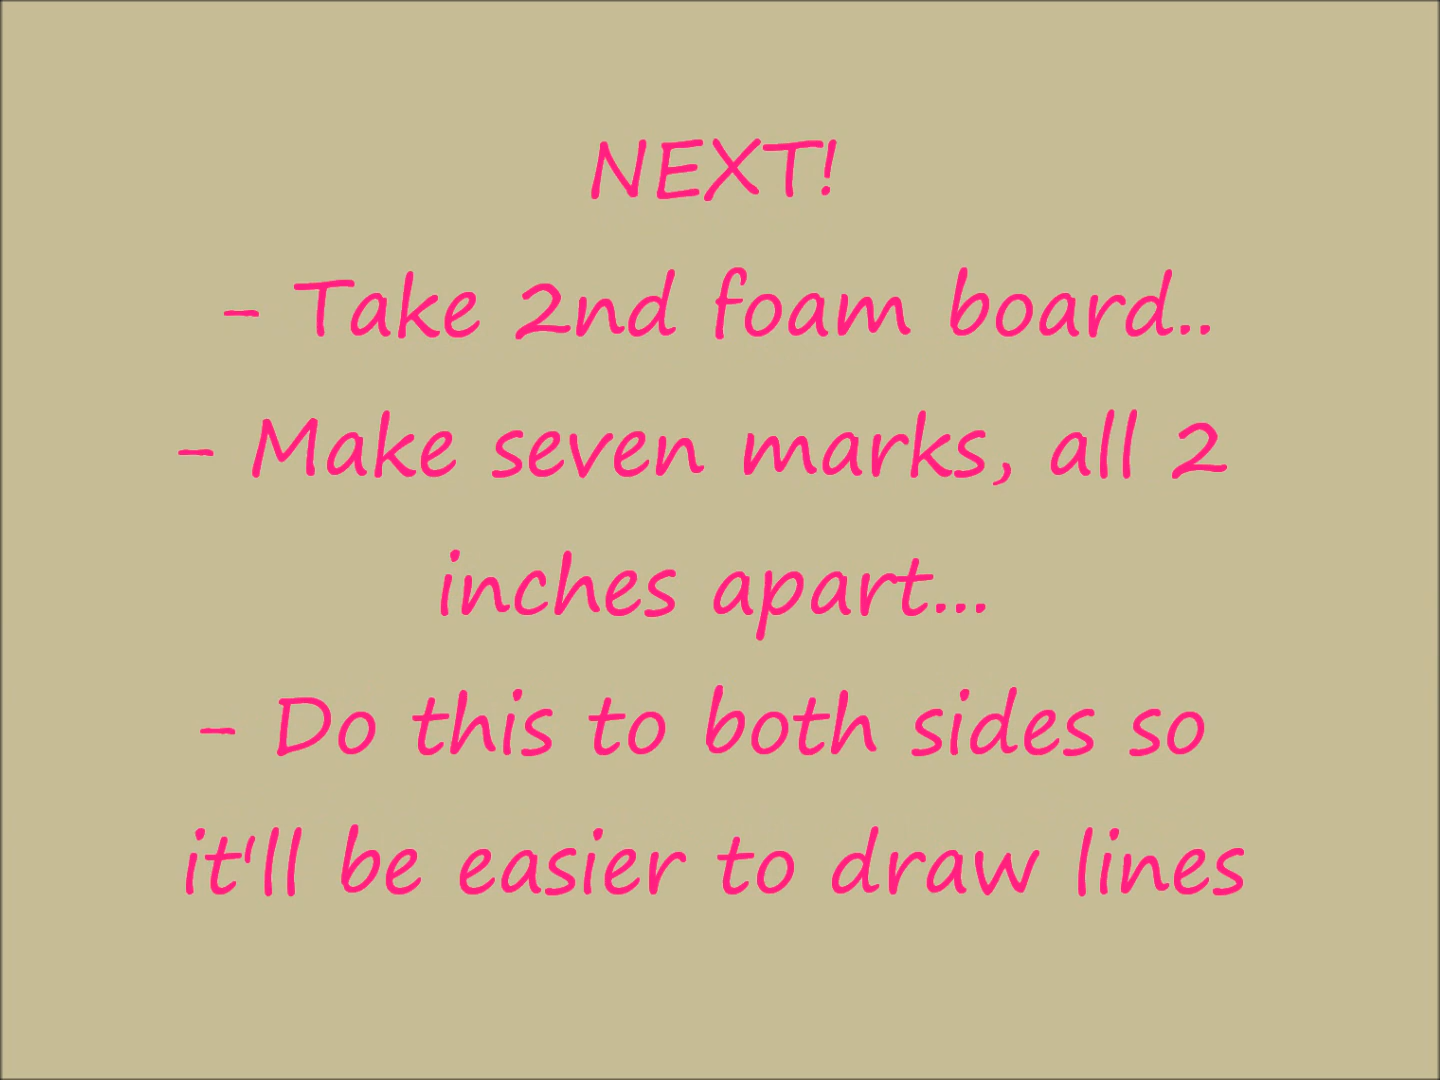 NEXT!
- Take 2nd foam board..
- Make seven marks, all 2
inches apart...
- Do this to both sides so
it'll be easier to draw lines